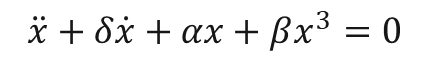 ẍ + δẋ + αx + βx³ = 0